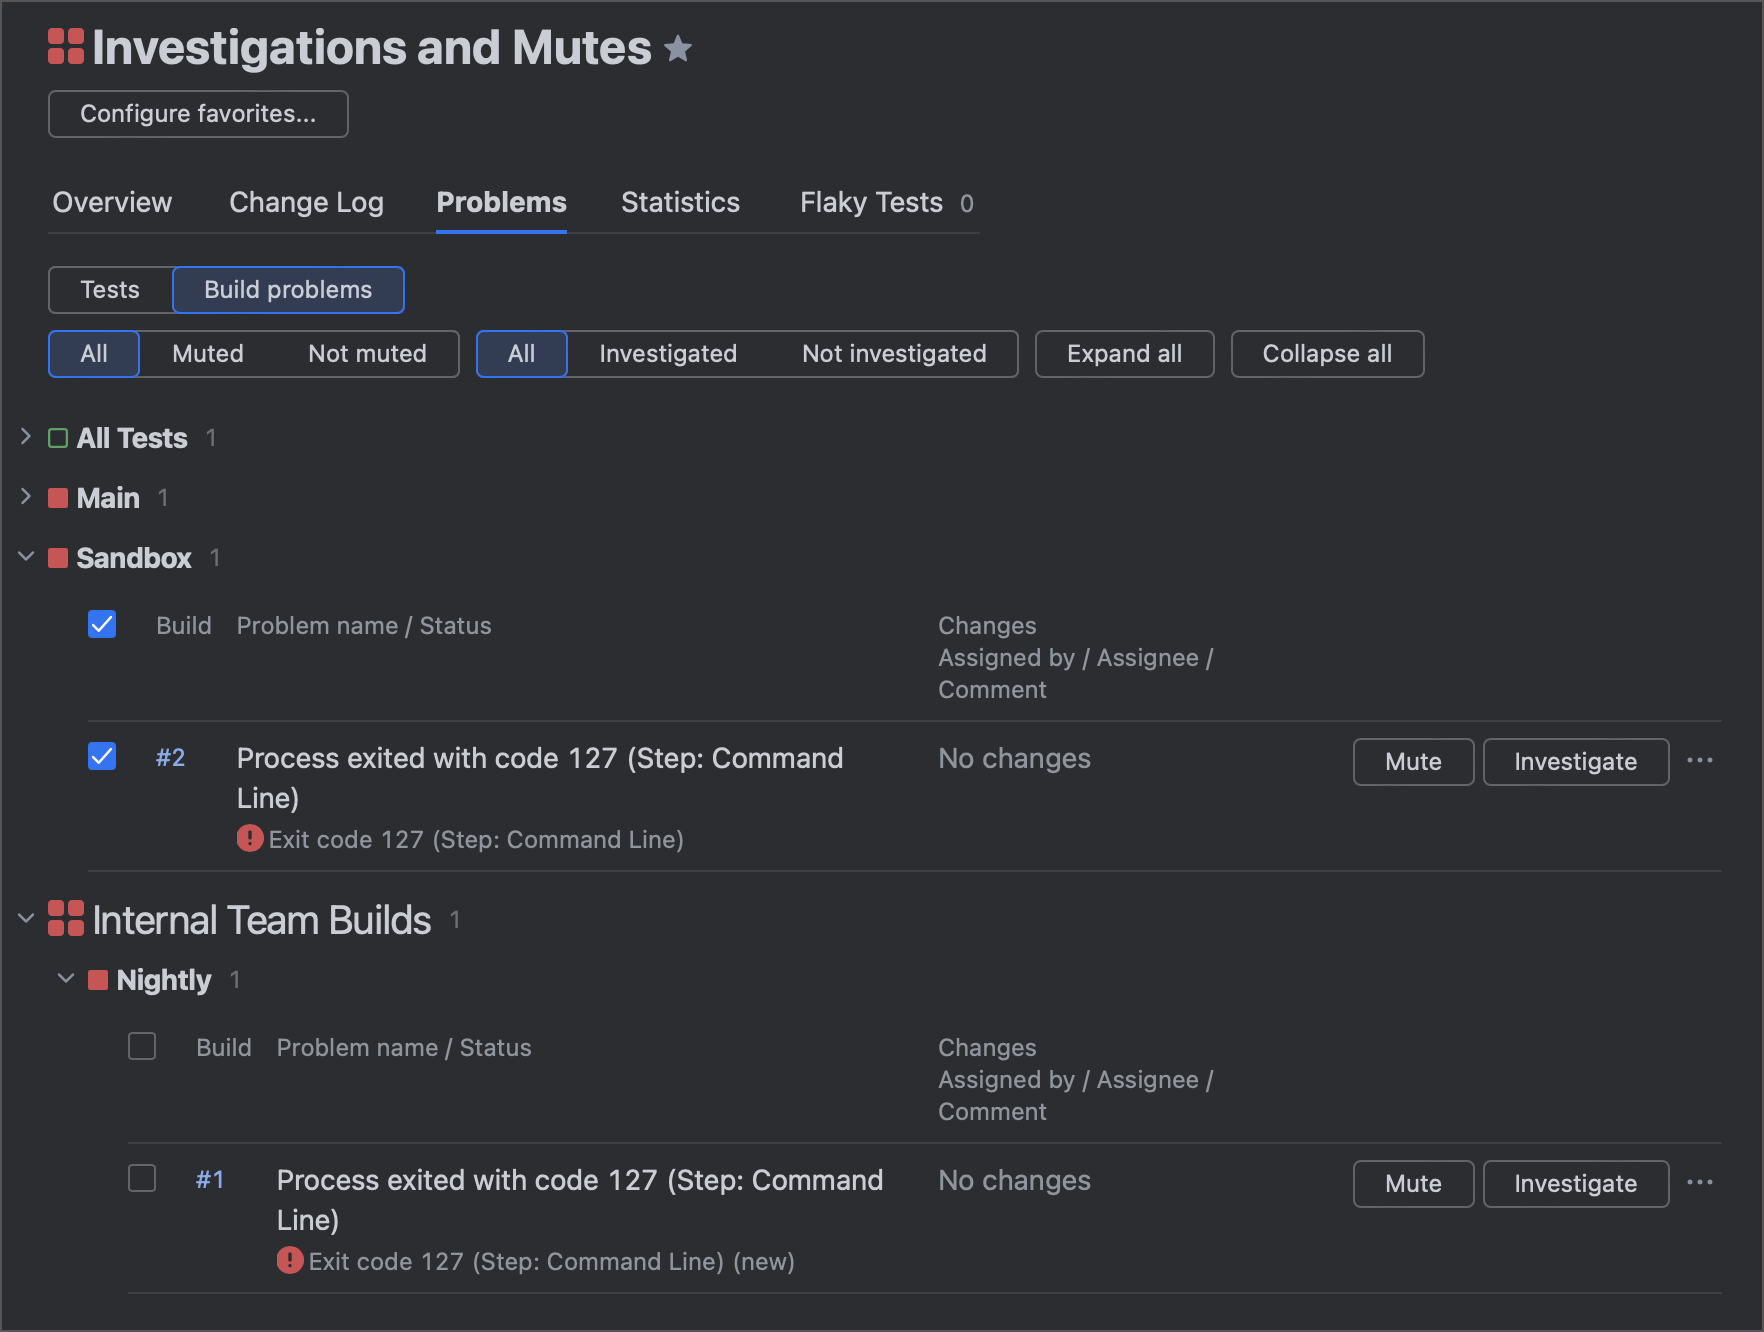 Investigations and Mutes
Configure favorites...
Overview Change Log Problems Statistics Flaky Tests 0
Tests Build problems
All Muted Not muted All Investigated Not investigated Expand all Collapse all
All Tests 1
Main 1
Sandbox 1
Build Problem name / Status Changes
Assigned by / Assignee /
Comment
#2 Process exited with code 127 (Step: Command No changes Mute Investigate ...
Line)
Exit code 127 (Step: Command Line)
Internal Team Builds 1
Nightly 1
Build Problem name / Status Changes
Assigned by / Assignee /
Comment
#1 Process exited with code 127 (Step: Command No changes Mute Investigate ...
Line)
Exit code 127 (Step: Command Line) (new)